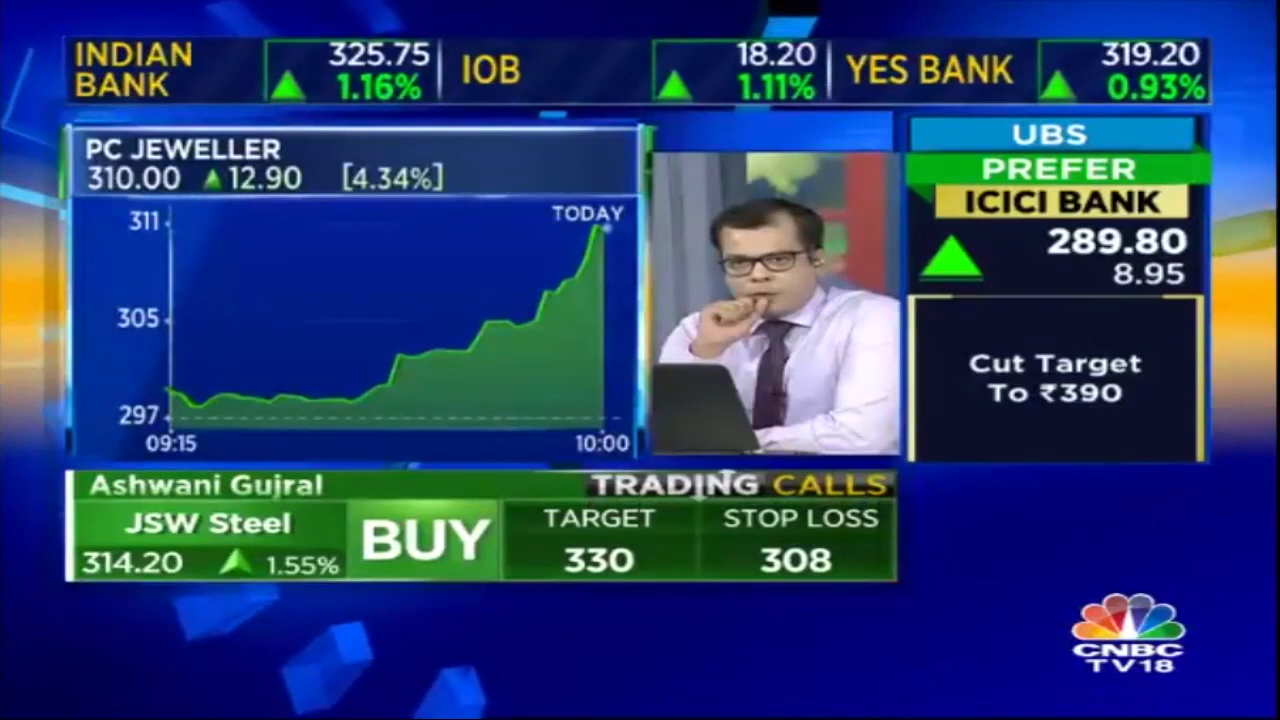 INDIAN BANK 325.75 1.16%
IOB 18.20 1.11%
YES BANK 319.20 0.93%
PC JEWELLER
310.00 12.90 [4.34%]
TODAY
311
305
297
09:15 10:00
UBS
PREFER
ICICI BANK
289.80
8.95
Cut Target
To ₹390
Ashwani Gujral TRADING CALLS
JSW Steel
314.20 1.55%
BUY
TARGET STOP LOSS
330 308
CNBC
TV18